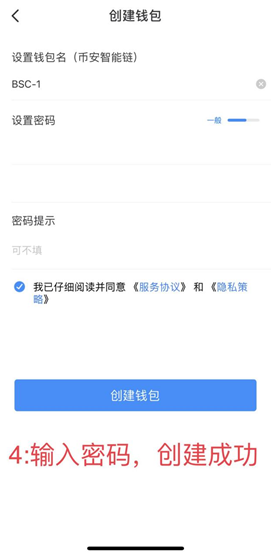 创建钱包
设置钱包名（币安智能链）
BSC-1
设置密码
一般
密码提示
可不填
我已仔细阅读并同意《服务协议》和《隐私策
略》
创建钱包
4:输入密码，创建成功